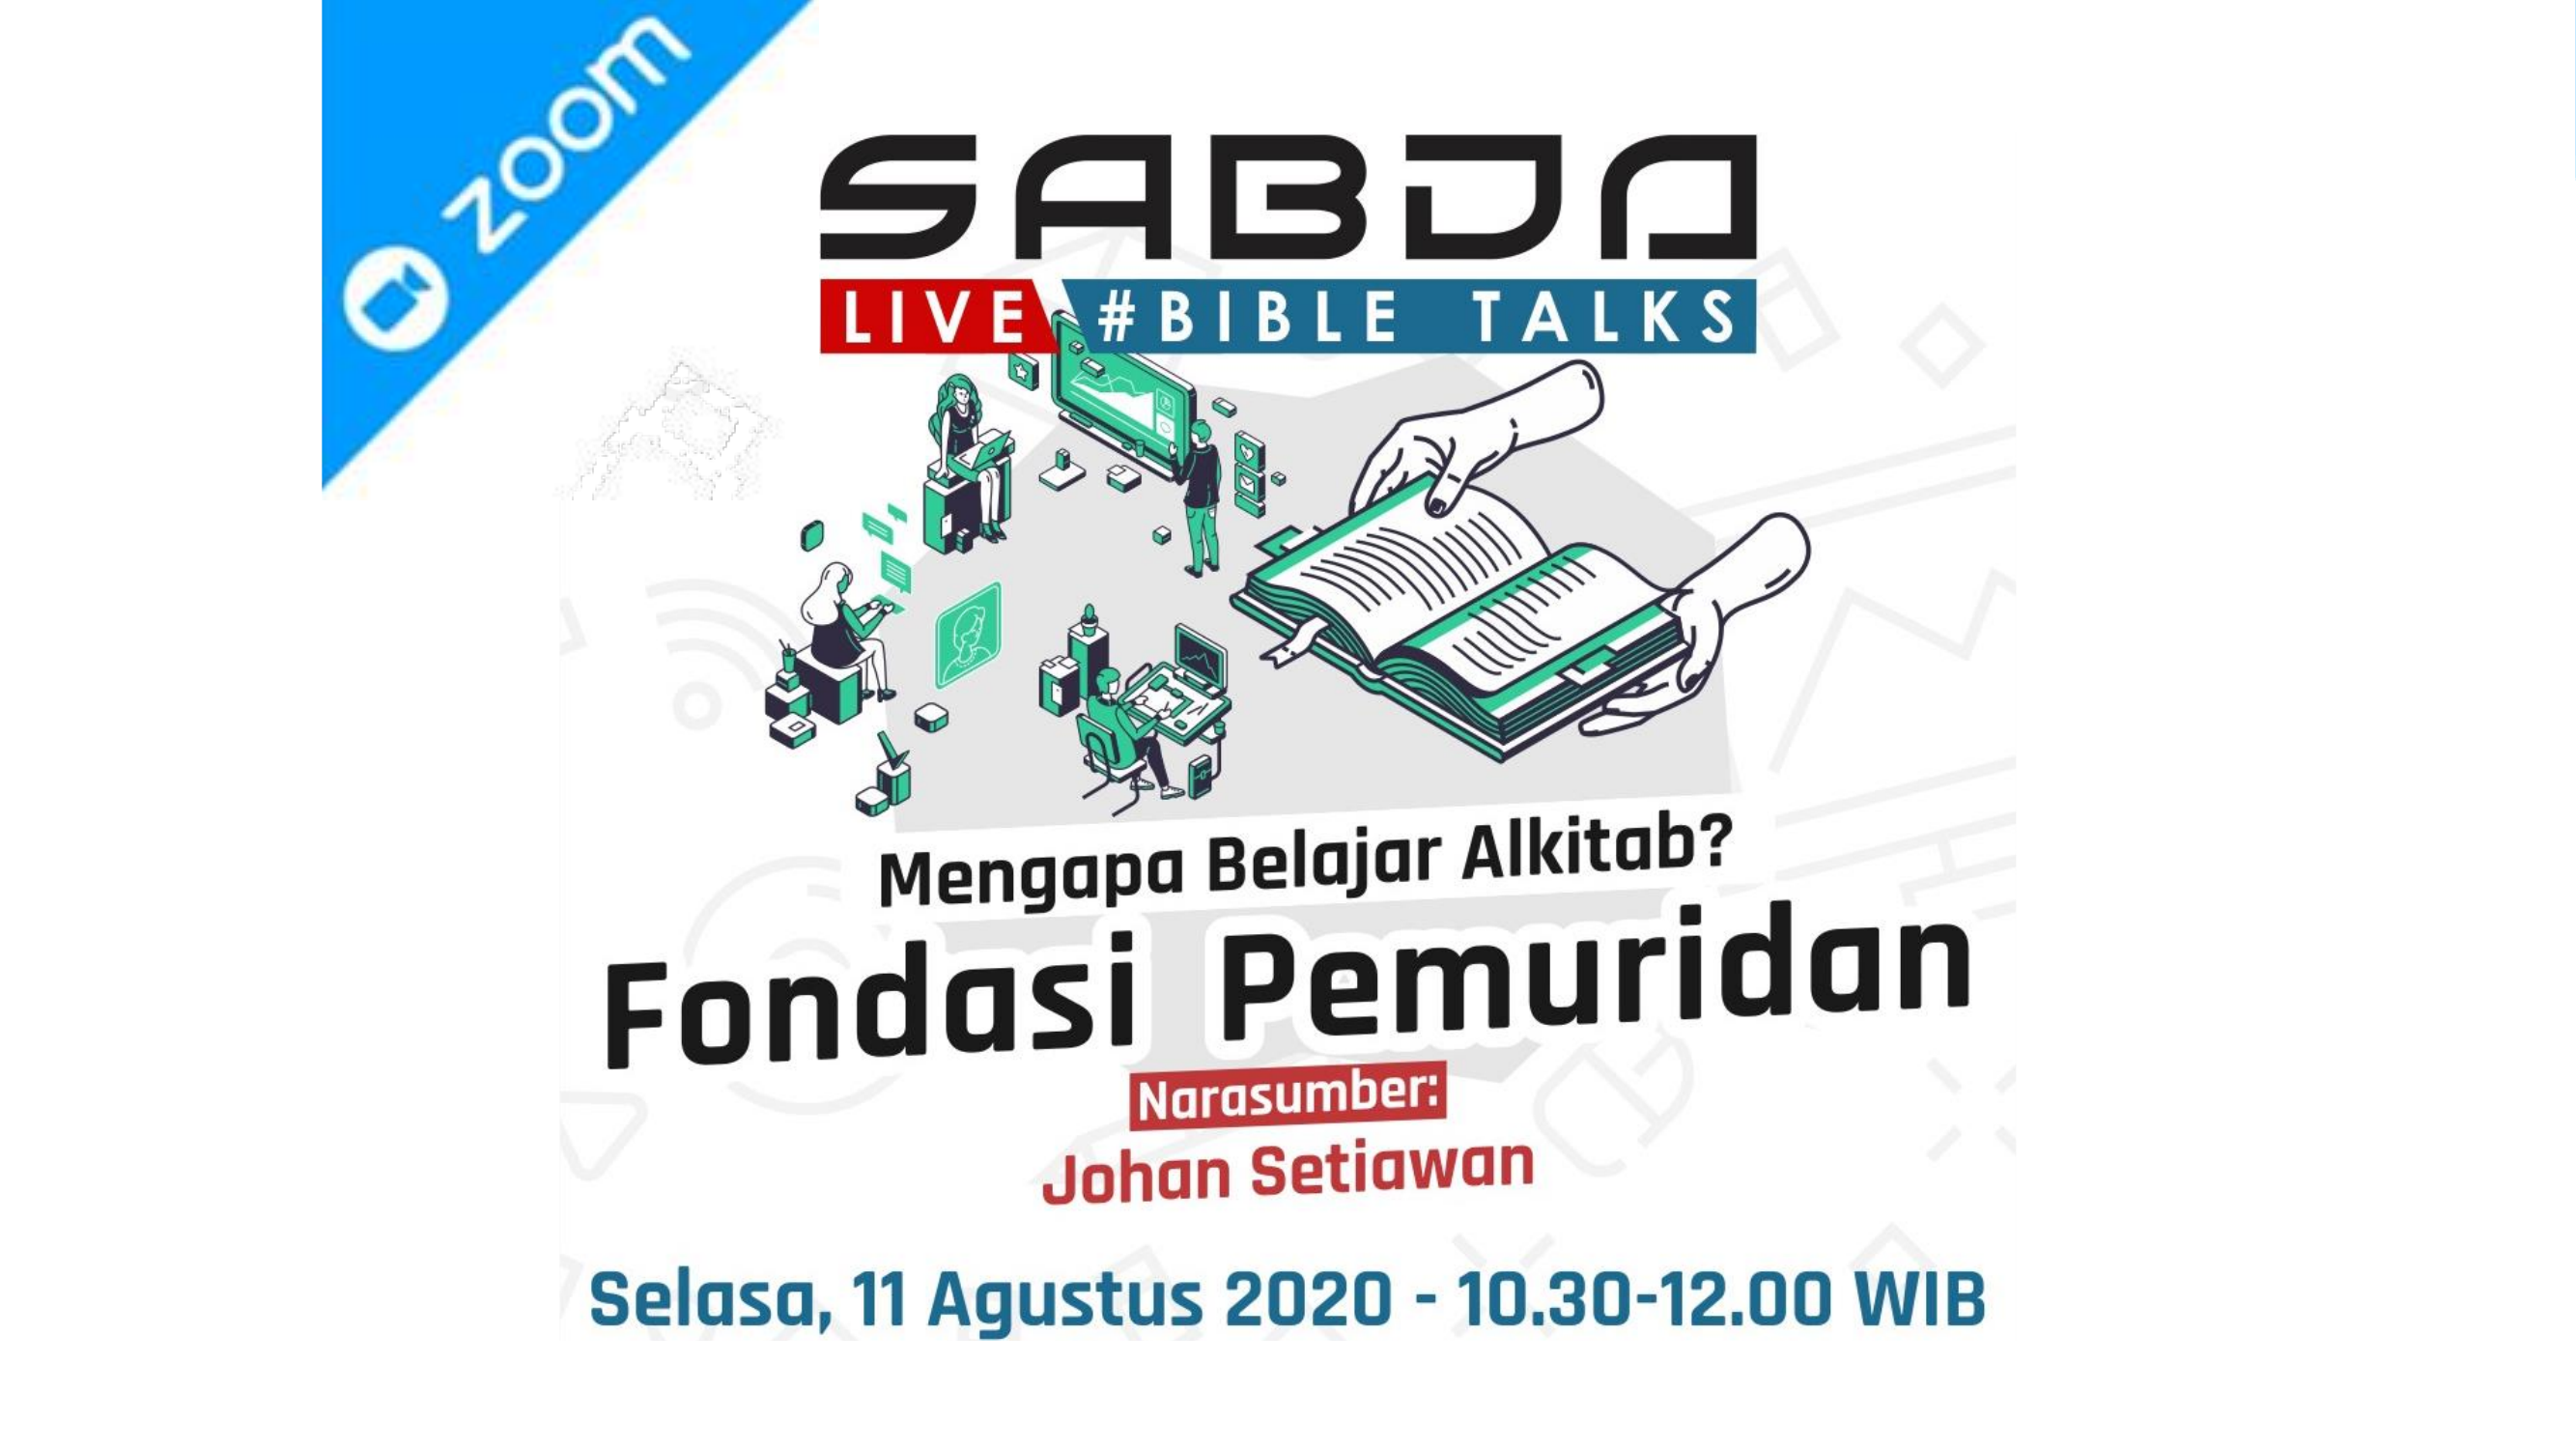 zoom
SABDA
LIVE #BIBLE TALKS
Mengapa Belajar Alkitab?
Fondasi Pemuridan
Narasumber:
Johan Setiawan
Selasa, 11 Agustus 2020 - 10.30-12.00 WIB